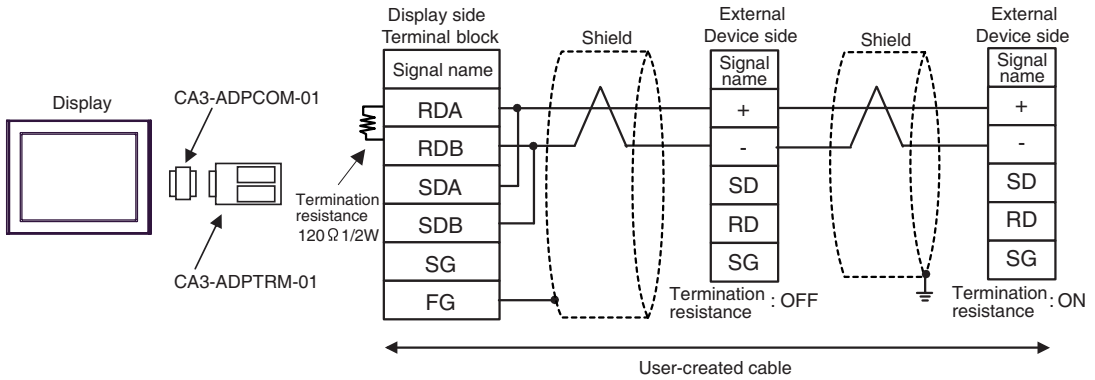 Display
CA3-ADPCOM-01
CA3-ADPTRM-01
Termination
resistance
120Ω 1/2W
Display side
Terminal block
Signal name
RDA
RDB
SDA
SDB
SG
FG
Shield
External
Device side
Signal
name
+
-
SD
RD
SG
Termination
resistance : OFF
Shield
External
Device side
Signal
name
+
-
SD
RD
SG
Termination
resistance : ON
User-created cable